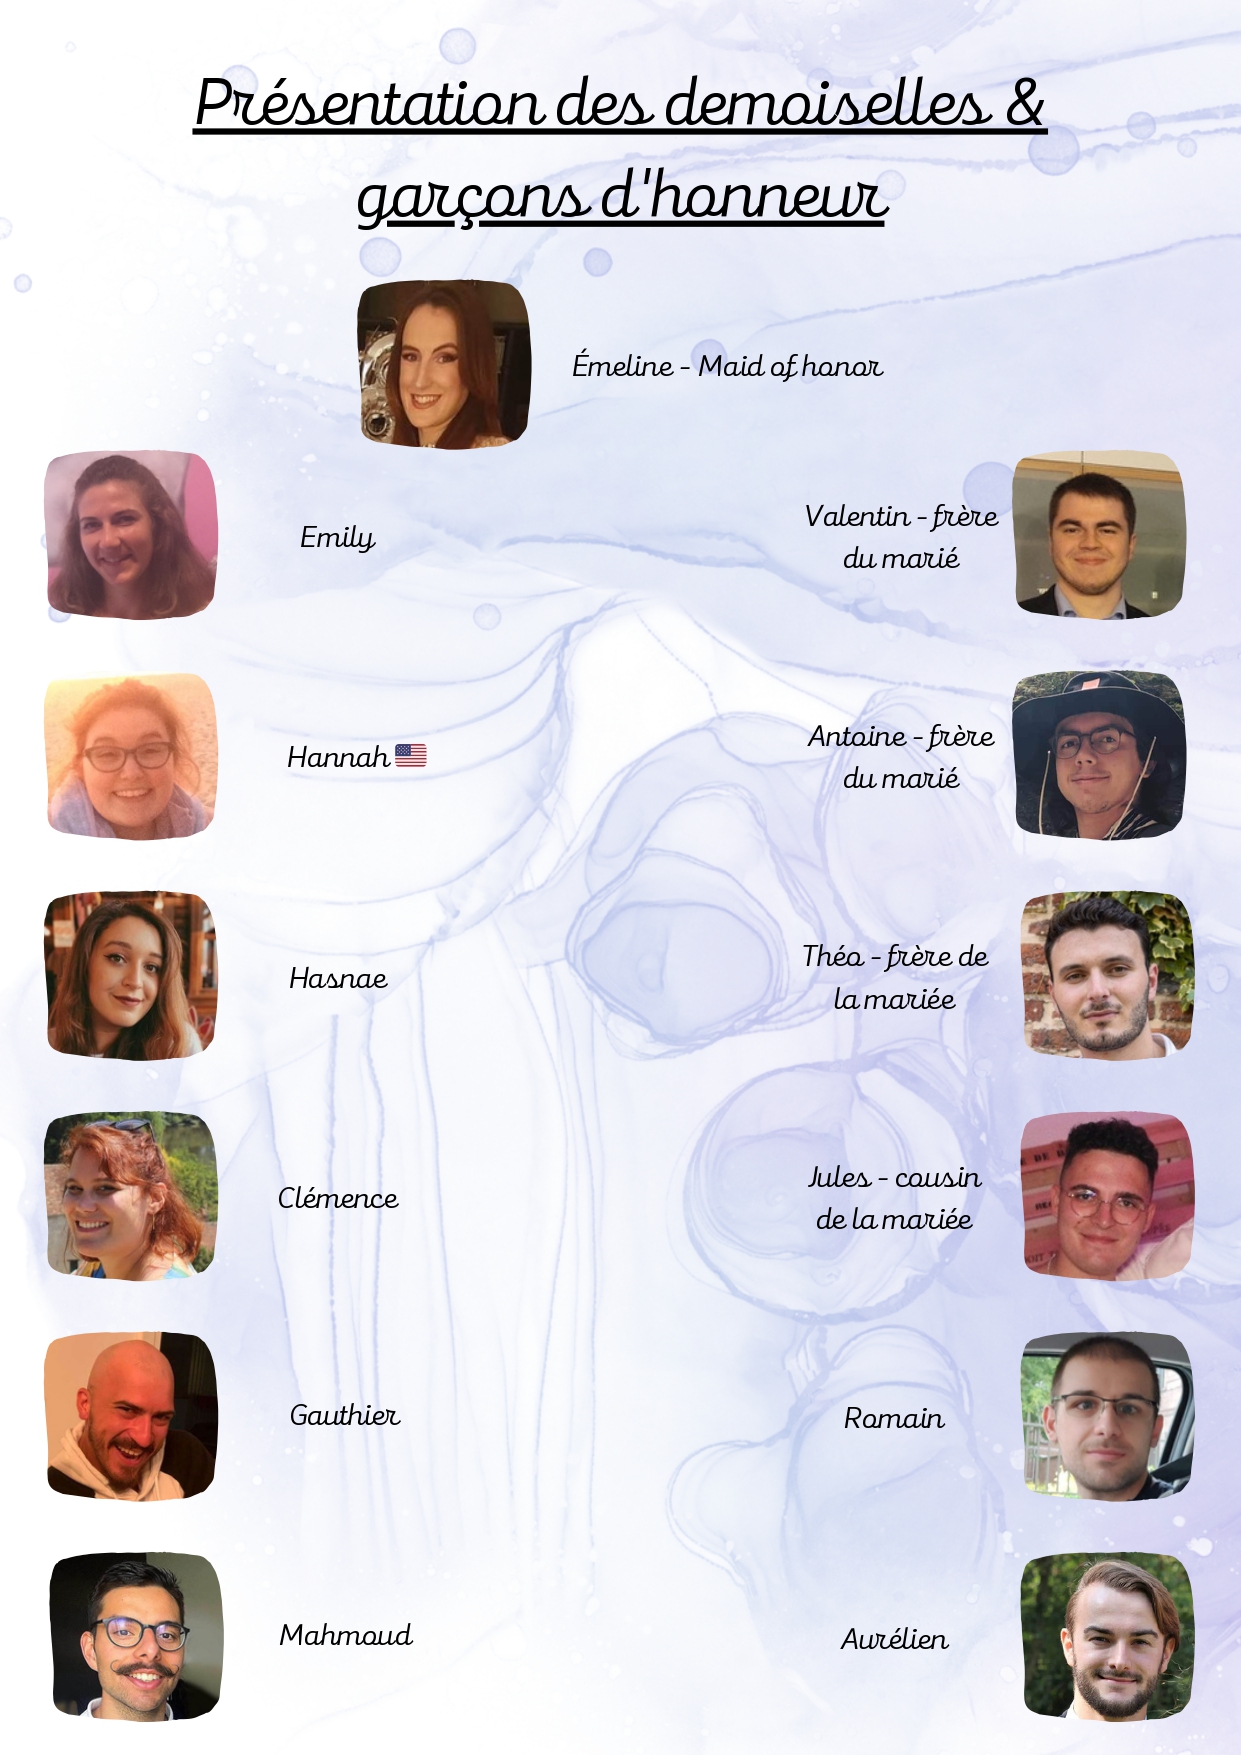 Présentation des demoiselles &
garçons d'honneur
Émeline - Maid of honor
Emily
Valentin - frère
du marié
Hannah 🇺🇸
Antoine - frère
du marié
Hasnae
Théo - frère de
la mariée
Clémence
Jules - cousin
de la mariée
Gauthier
Romain
Mahmoud
Aurélien